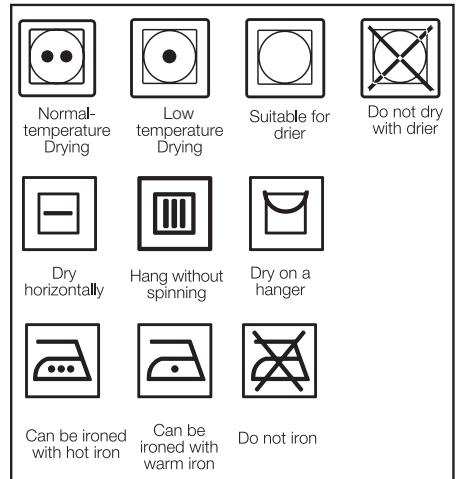 Normal-
temperature
Drying
Low
temperature
Drying
Suitable for
drier
Do not dry
with drier
Dry
horizontally
Hang without
spinning
Dry on a
hanger
Can be ironed
with hot iron
Can be
ironed with
warm iron
Do not iron